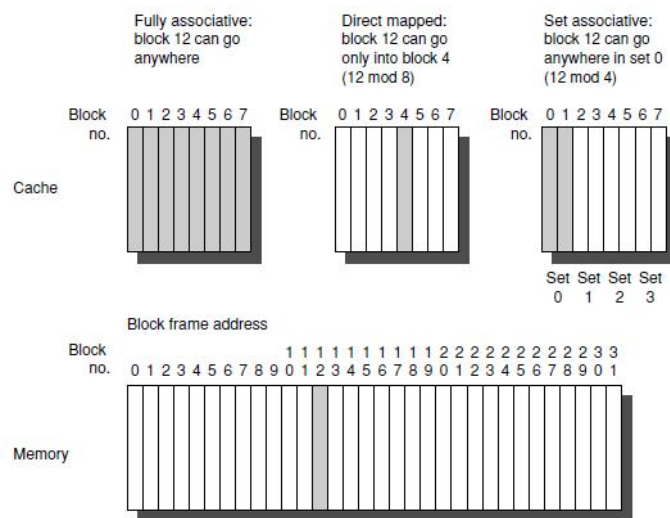 Fully associative:
block 12 can go
anywhere
Direct mapped:
block 12 can go
only into block 4
(12 mod 8)
Set associative:
block 12 can go
anywhere in set 0
(12 mod 4)
Block
no.
0 1 2 3 4 5 6 7
Block
no.
0 1 2 3 4 5 6 7
Block
no.
0 1 2 3 4 5 6 7
Cache
Set Set Set Set
0 1 2 3
Block frame address
Block
no.
1 1 1 1 1 1 1 1 1 1 2 2 2 2 2 2 2 2 2 2 3 3
0 1 2 3 4 5 6 7 8 9 0 1 2 3 4 5 6 7 8 9 0 1 2 3 4 5 6 7 8 9 0 1
Memory